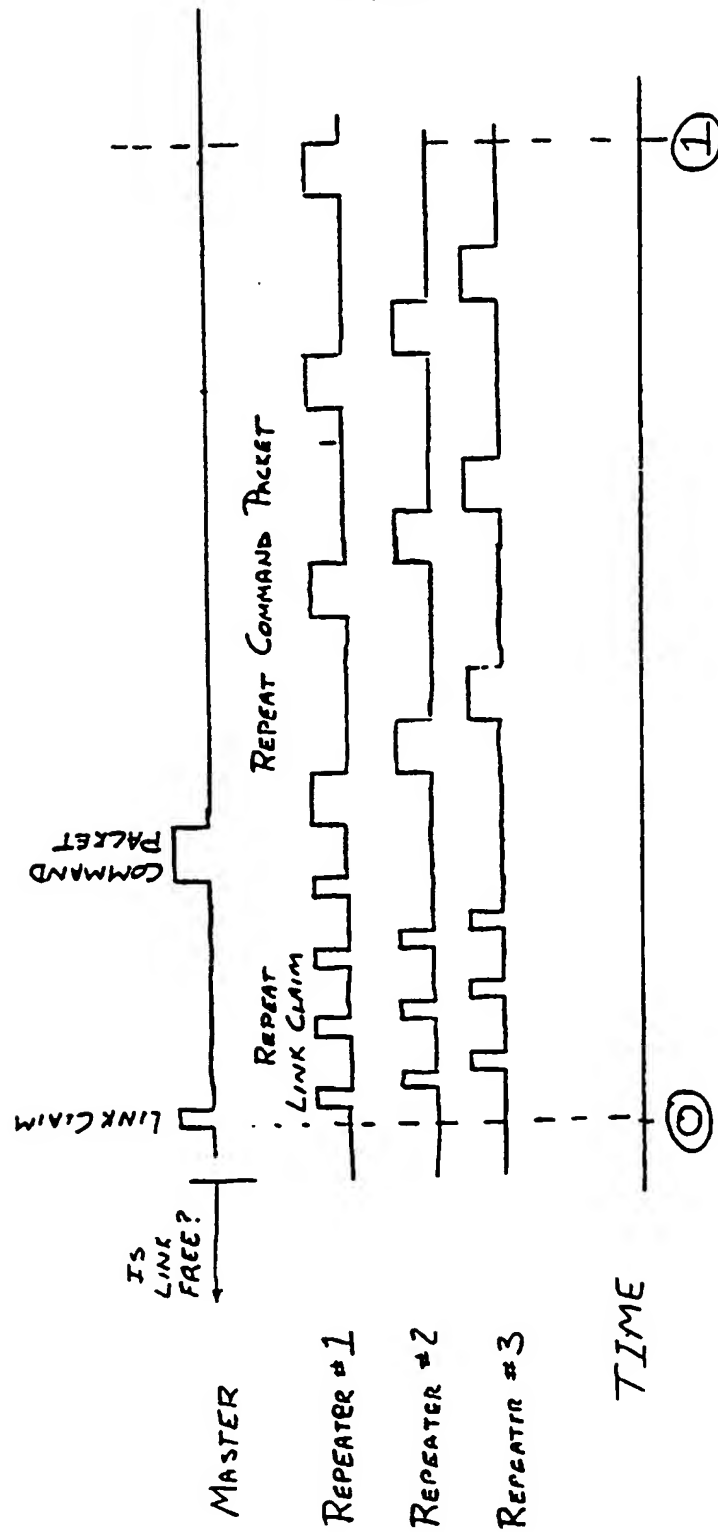 IS
LINK
FREE?
LINK CLAIM
COMMAND
PACKET
MASTER
REPEAT
LINK CLAIM
REPEAT COMMAND PACKET
REPEATER #1
REPEATER #2
REPEATER #3
TIME
0
1